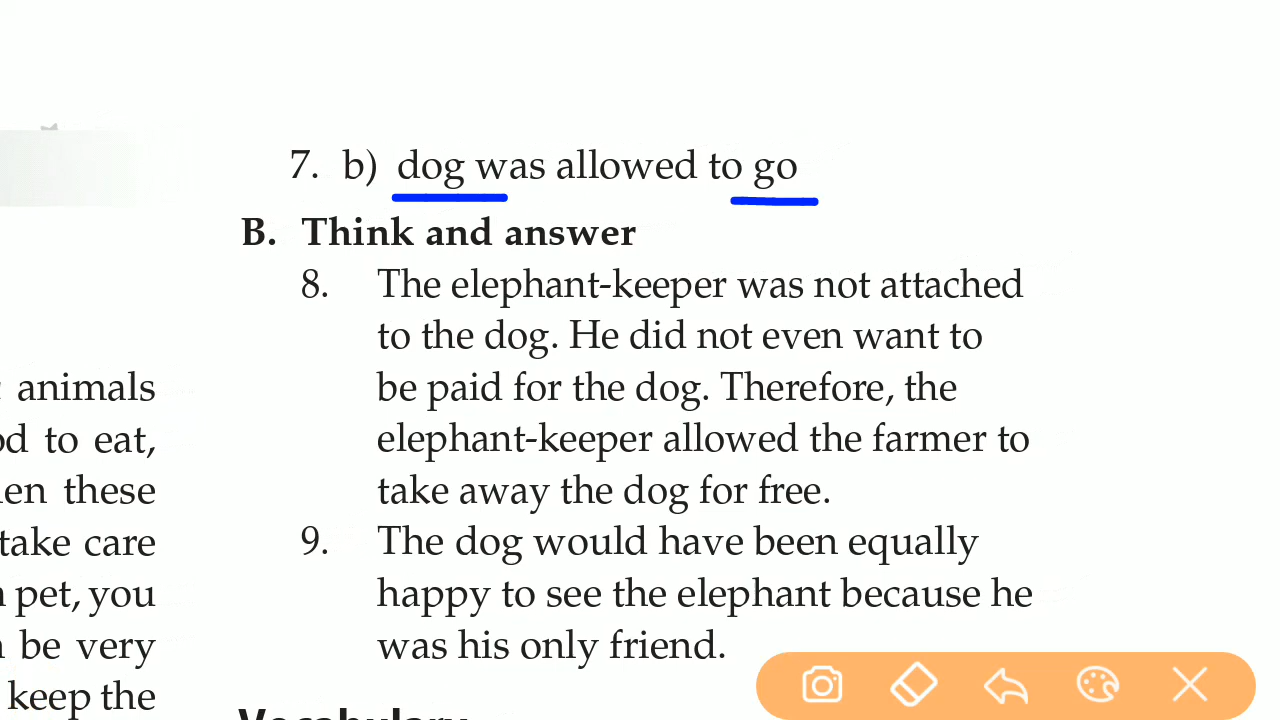 7. b) dog was allowed to go
B. Think and answer
8. The elephant-keeper was not attached
to the dog. He did not even want to
be paid for the dog. Therefore, the
elephant-keeper allowed the farmer to
take away the dog for free.
9. The dog would have been equally
happy to see the elephant because he
was his only friend.
Vocabulary
animals
to eat,
these
take care
pet, you
be very
keep the